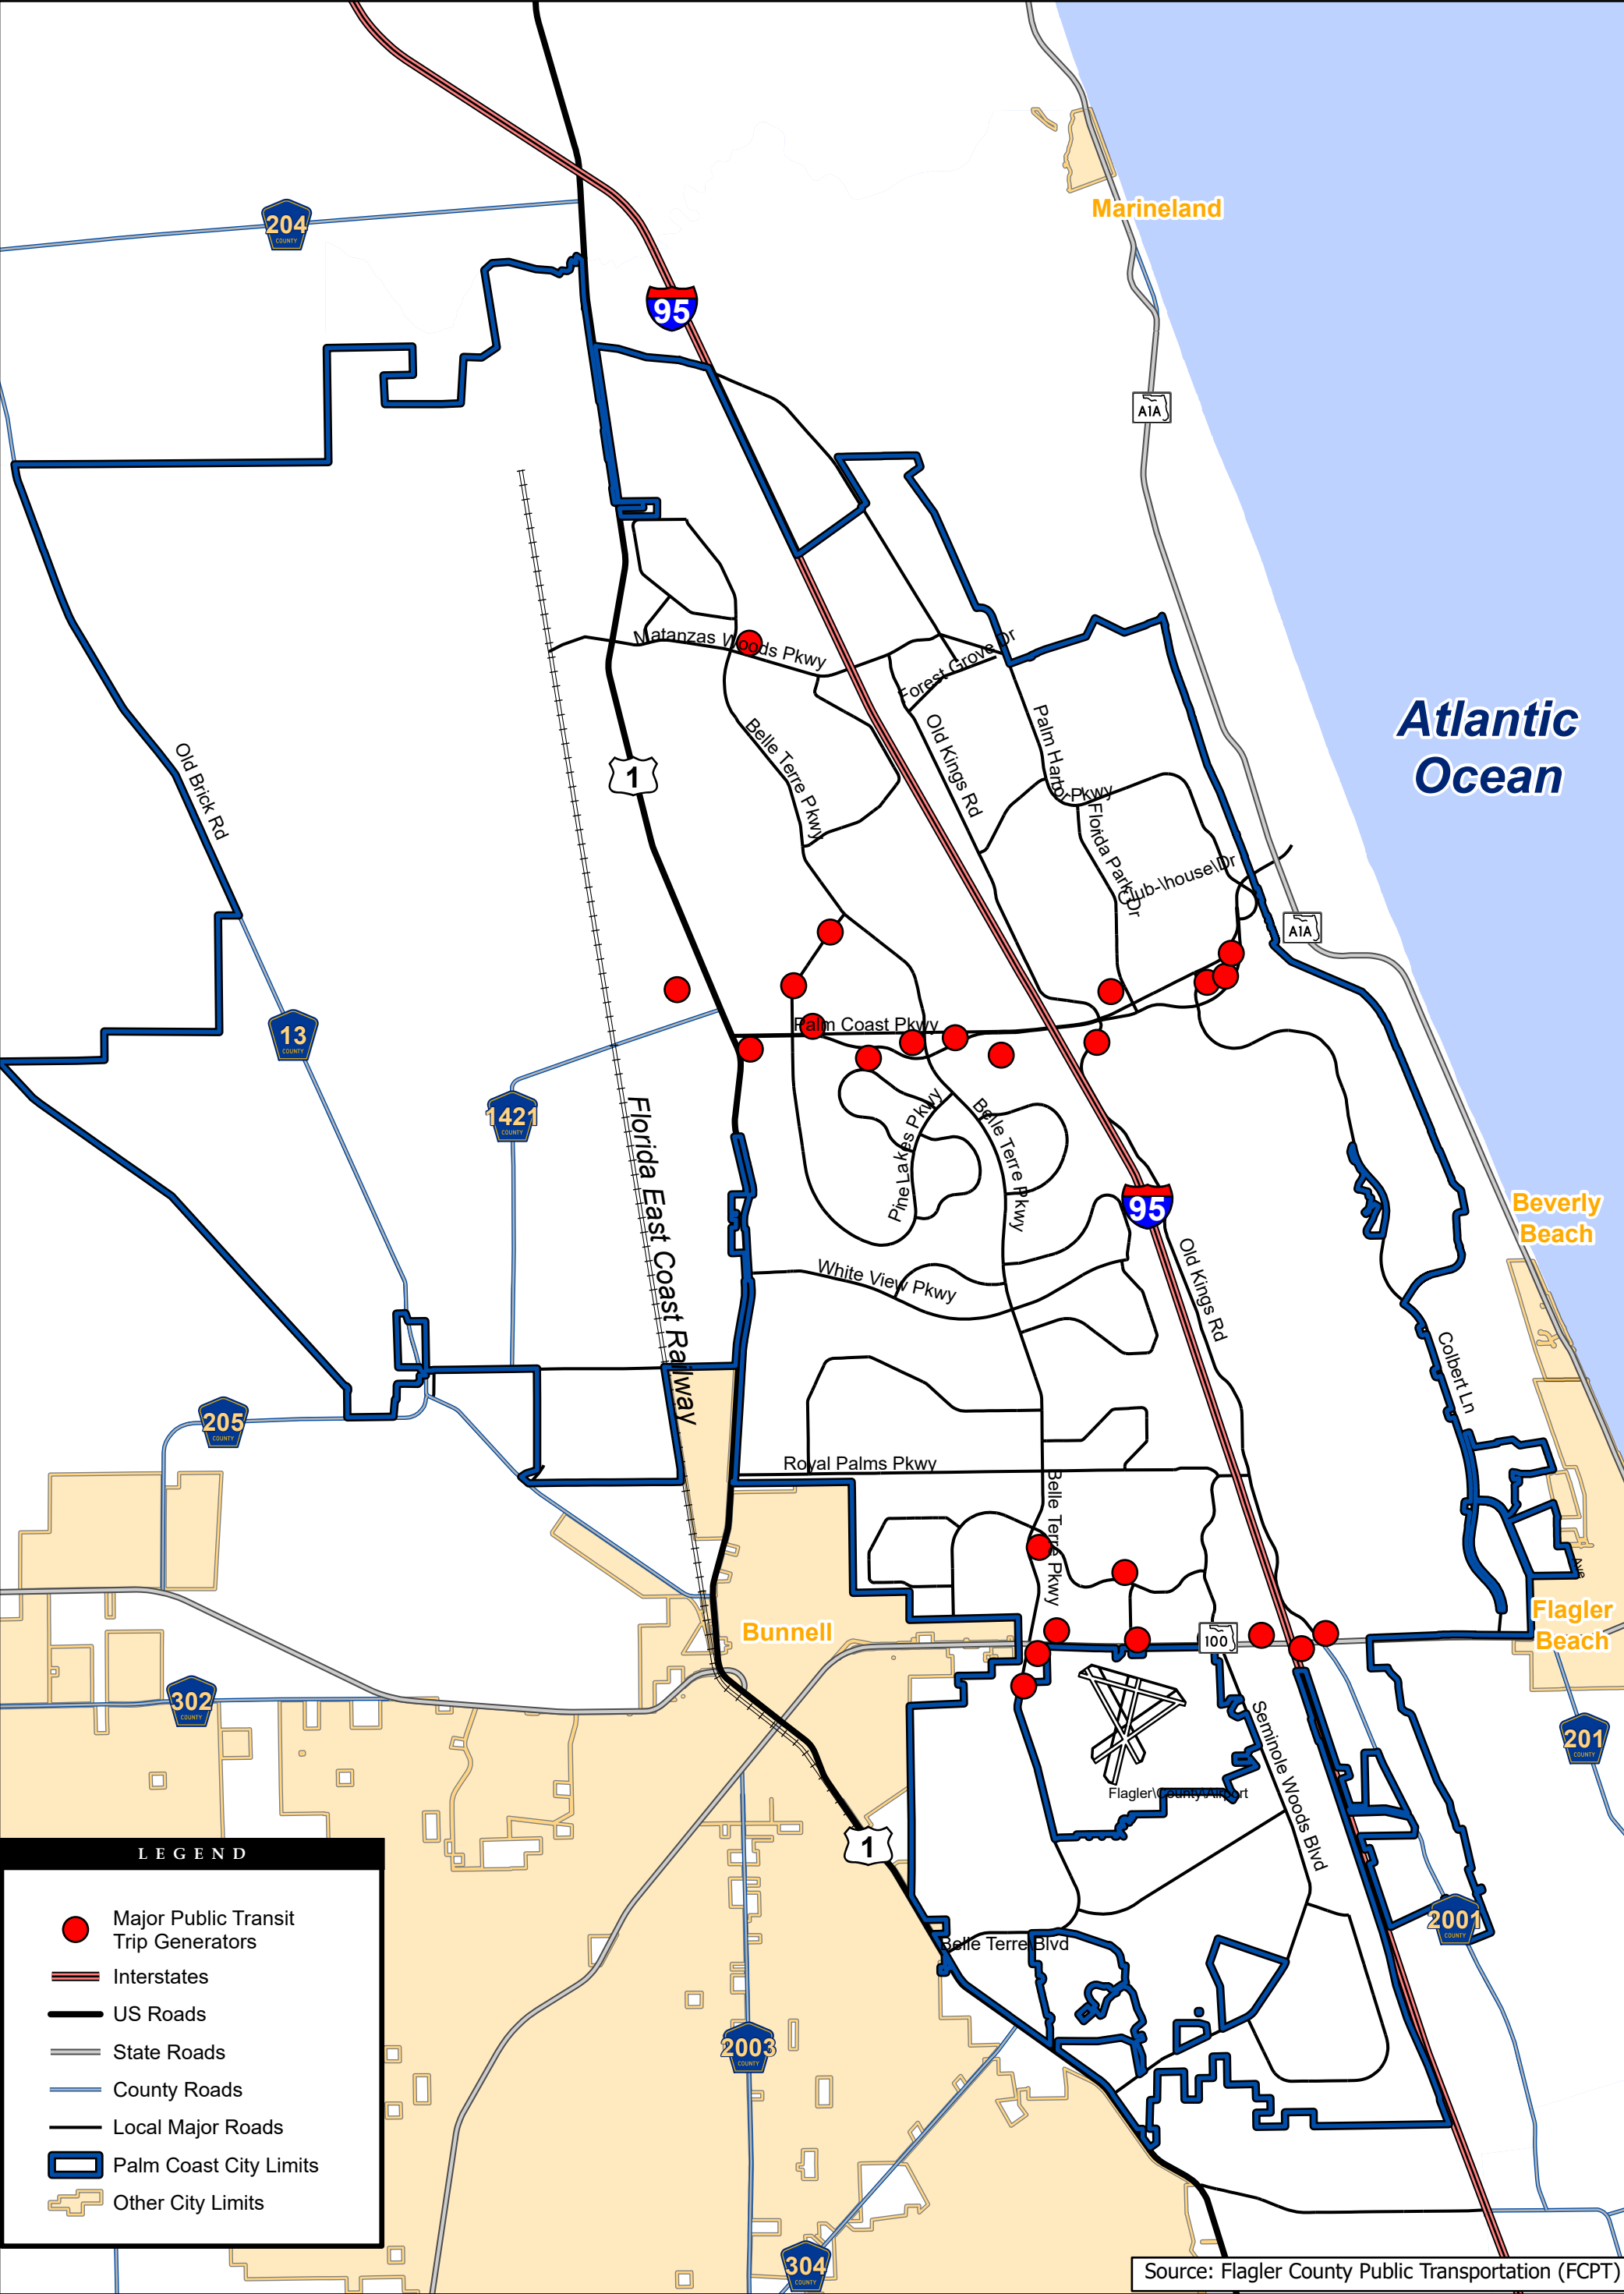 Marineland
204
COUNTY
95
A1A
Matanzas Woods Pkwy
Forest Grove Dr
Atlantic
Ocean
Old Brick Rd
1
Belle Terre Pkwy
Old Kings Rd
Palm Harbor Pkwy
Florida Park Dr
Club-\house\Dr
A1A
13
COUNTY
Palm Coast Pkwy
1421
COUNTY
Florida East Coast Railway
Pine Lakes Pkwy
Belle Terre Pkwy
95
Beverly
Beach
Old Kings Rd
White View Pkwy
Colbert Ln
205
COUNTY
Royal Palms Pkwy
Belle Terre Pkwy
Ave
Bunnell
100
Flagler
Beach
302
COUNTY
201
COUNTY
Seminole Woods Blvd
Flagler\County\Airport
1
2001
COUNTY
Belle Terre\Blvd
2003
COUNTY
304
COUNTY
LEGEND
Major Public Transit
Trip Generators
Interstates
US Roads
State Roads
County Roads
Local Major Roads
Palm Coast City Limits
Other City Limits
Source: Flagler County Public Transportation (FCPT)